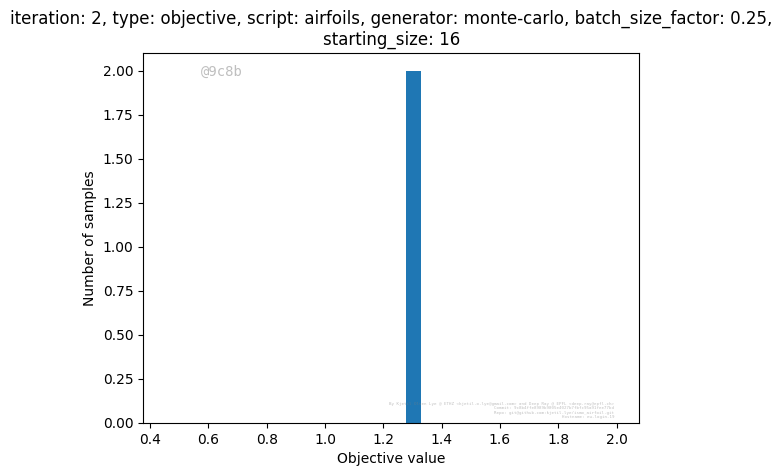 iteration: 2, type: objective, script: airfoils, generator: monte-carlo, batch_size_factor: 0.25,
starting_size: 16
@9c8b
2.00
1.75
1.50
1.25
1.00
0.75
0.50
0.25
0.00
Number of samples
0.4 0.6 0.8 1.0 1.2 1.4 1.6 1.8 2.0
Objective value